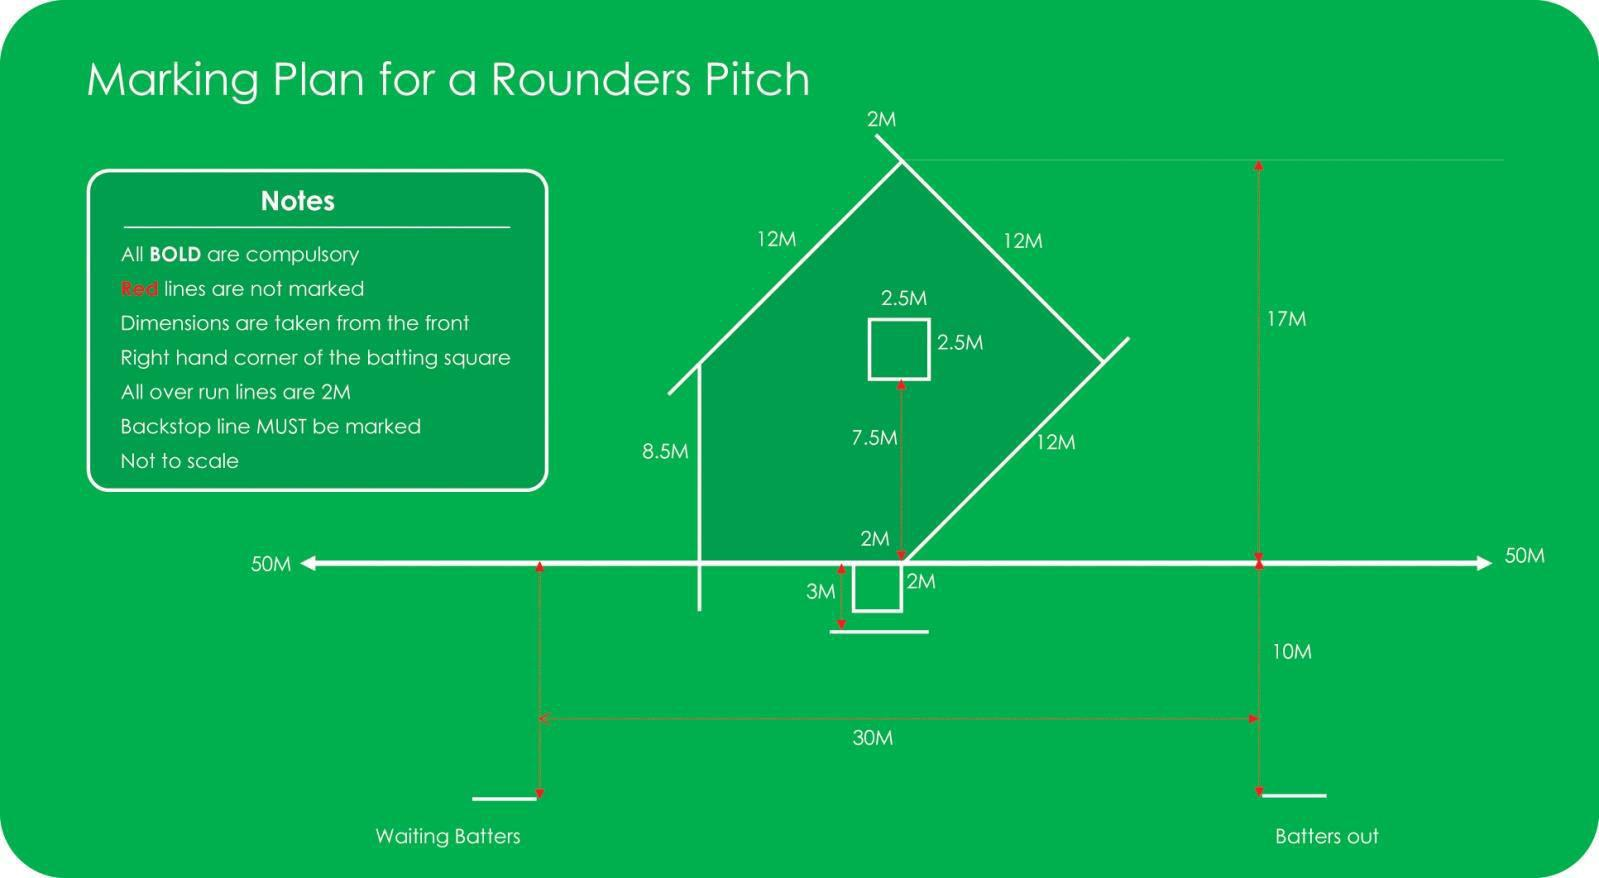 Marking Plan for a Rounders Pitch
2M
Notes
All BOLD are compulsory
Red lines are not marked
Dimensions are taken from the front
Right hand corner of the batting square
All over run lines are 2M
Backstop line MUST be marked
Not to scale
12M
12M
2.5M
2.5M
17M
8.5M
7.5M
12M
2M
50M
50M
3M
2M
10M
30M
Waiting Batters
Batters out